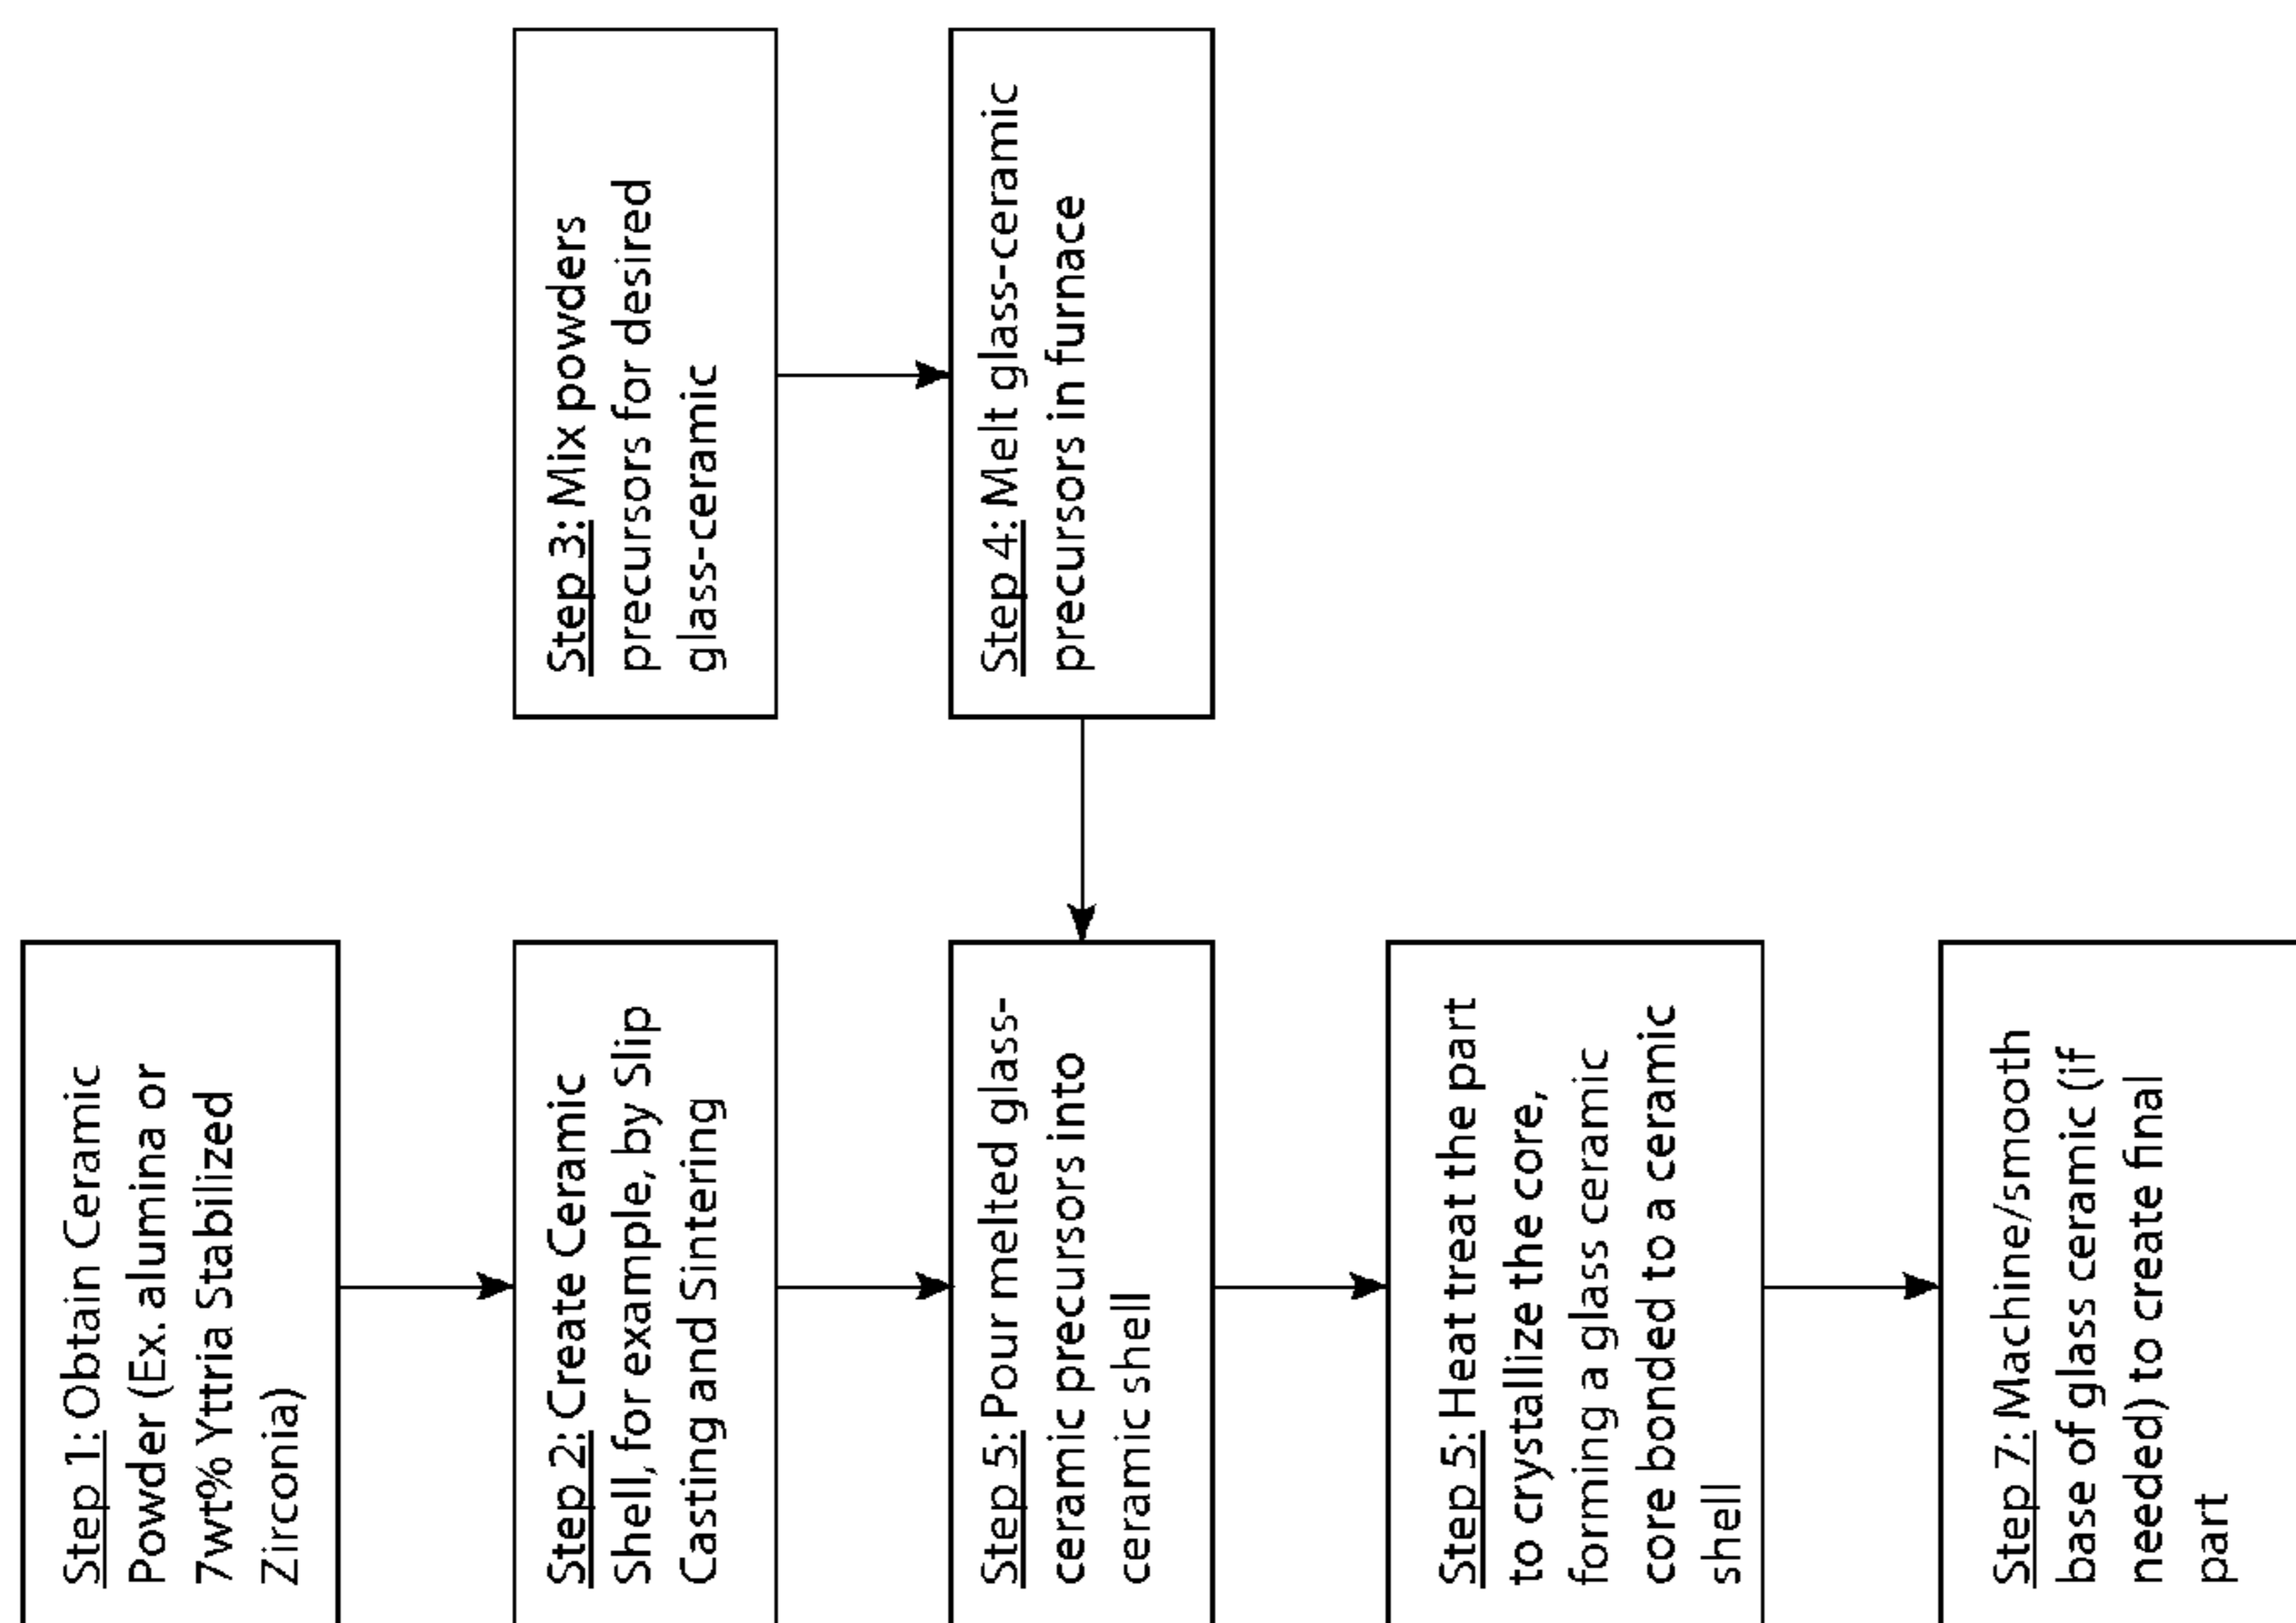 Step 1: Obtain Ceramic
Powder (Ex. alumina or
7wt% Yttria Stabilized
Zirconia)
Step 2: Create Ceramic
Shell, for example, by Slip
Casting and Sintering
Step 3: Mix powders
precursors for desired
glass-ceramic
Step 4: Melt glass-ceramic
precursors in furnace
Step 5: Pour melted glass-
ceramic precursors into
ceramic shell
Step 5: Heat treat the part
to crystallize the core,
forming a glass ceramic
core bonded to a ceramic
shell
Step 7: Machine/smooth
base of glass ceramic (if
needed) to create final
part